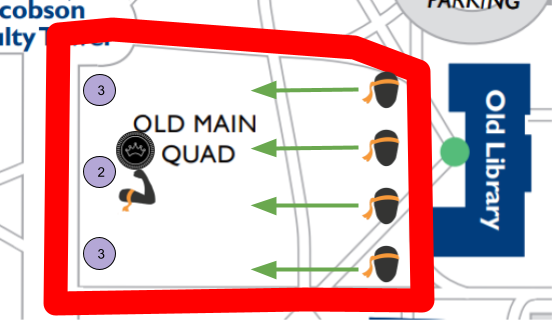 cobson
PARKING
ulty Tower
3
OLD MAIN
QUAD
2
3
Old Library